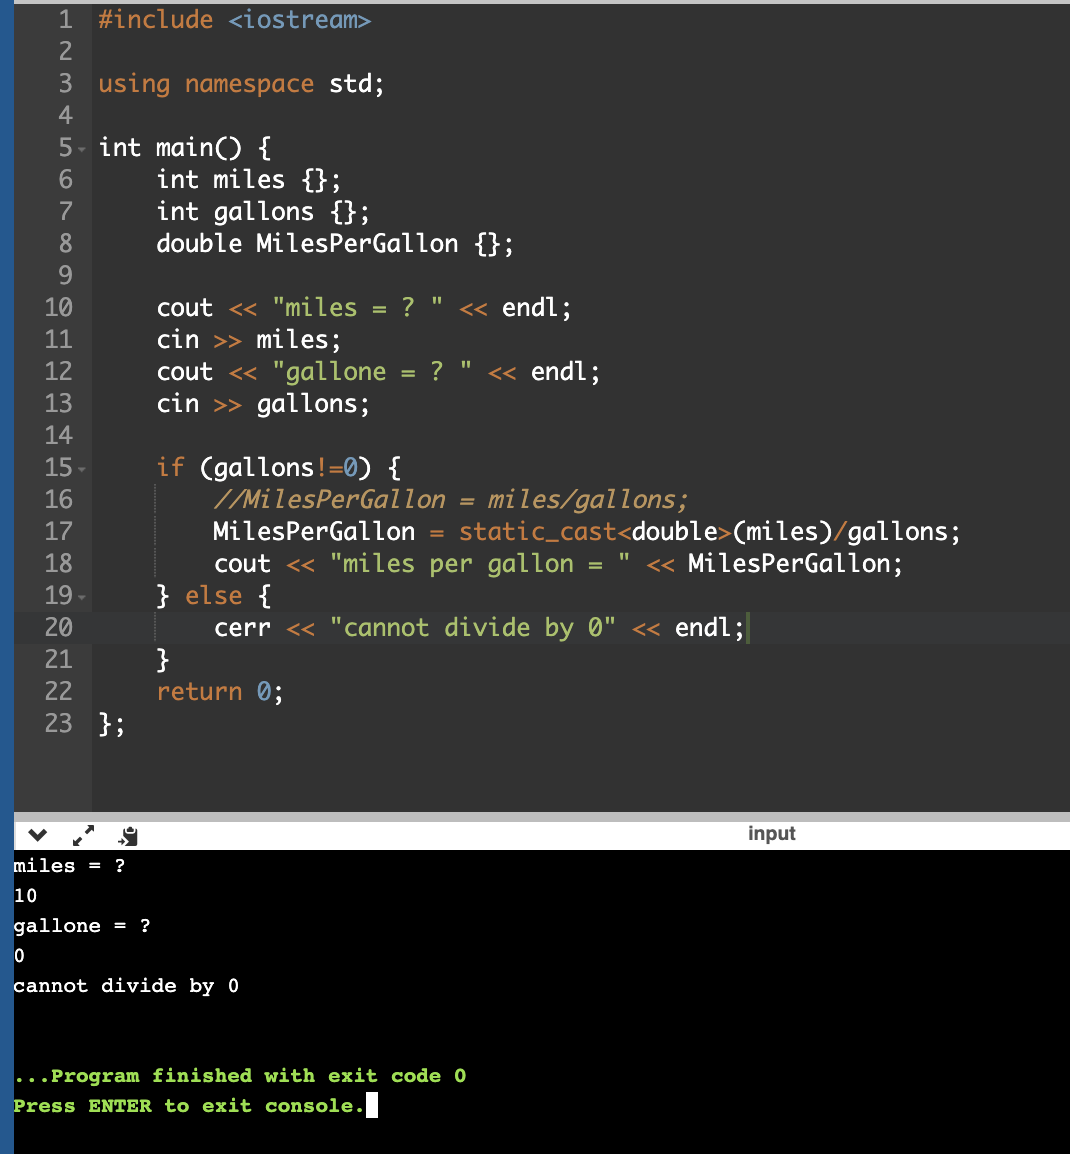 1 #include <iostream>
2
3 using namespace std;
4
5 int main() {
6     int miles {};
7     int gallons {};
8     double MilesPerGallon {};
9
10     cout << "miles = ? " << endl;
11     cin >> miles;
12     cout << "gallone = ? " << endl;
13     cin >> gallons;
14
15     if (gallons!=0) {
16         //MilesPerGallon = miles/gallons;
17         MilesPerGallon = static_cast<double>(miles)/gallons;
18         cout << "miles per gallon = " << MilesPerGallon;
19     } else {
20         cerr << "cannot divide by 0" << endl;
21     }
22     return 0;
23 };
input
miles = ?
10
gallone = ?
0
cannot divide by 0
...Program finished with exit code 0
Press ENTER to exit console.